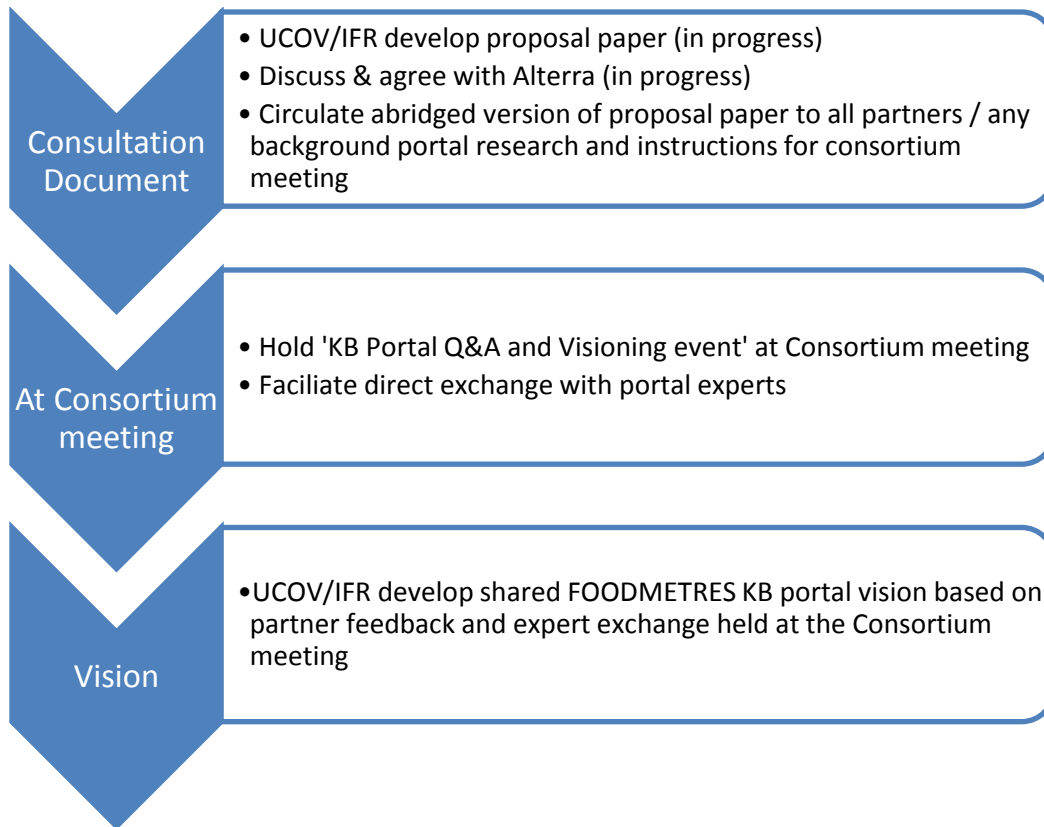 Consultation
Document
• UCOV/IFR develop proposal paper (in progress)
• Discuss & agree with Alterra (in progress)
• Circulate abridged version of proposal paper to all partners / any
background portal research and instructions for consortium
meeting
At Consortium
meeting
• Hold 'KB Portal Q&A and Visioning event' at Consortium meeting
• Faciliate direct exchange with portal experts
Vision
•UCOV/IFR develop shared FOODMETRES KB portal vision based on
partner feedback and expert exchange held at the Consortium
meeting